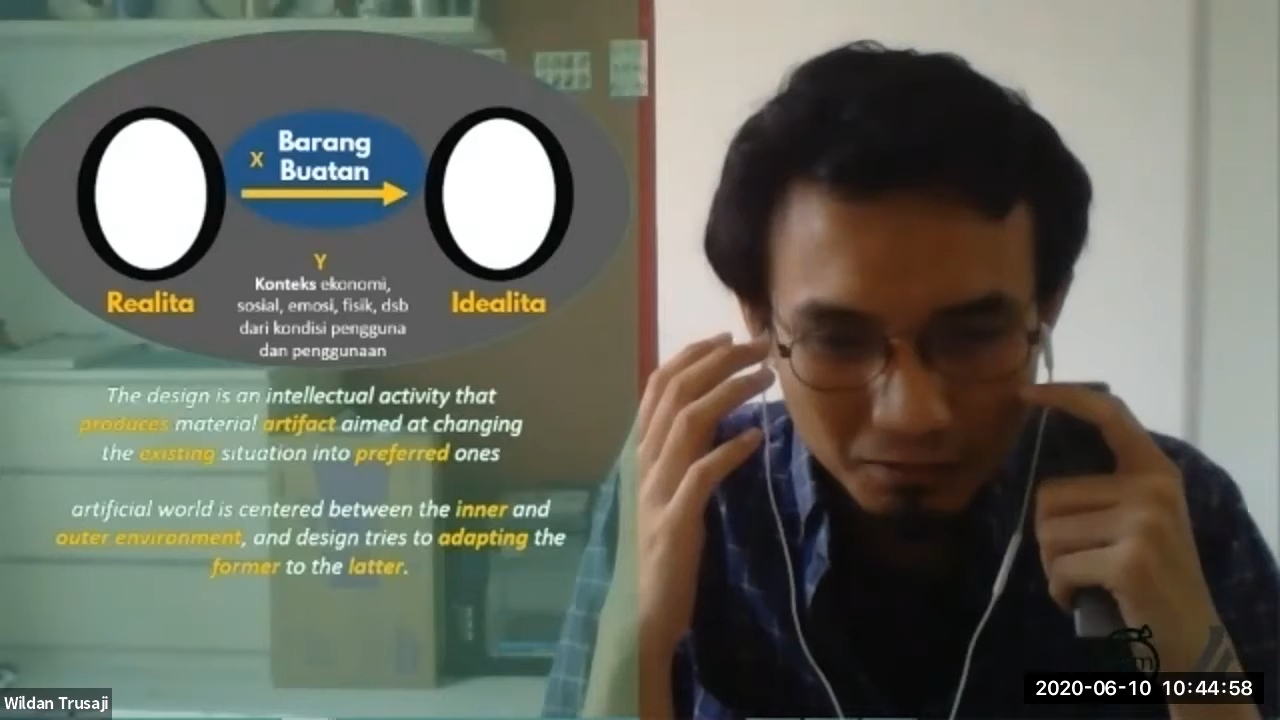 X
Barang
Buatan
Y
Konteks ekonomi,
sosial, emosi, fisik, dsb
dari kondisi pengguna
dan penggunaan
Realita
Idealita
The design is an intellectual activity that
produces material artifact aimed at changing
the existing situation into preferred ones
artificial world is centered between the inner and
outer environment, and design tries to adapting the
former to the latter.
Wildan Trusaji
2020-06-10 10:44:58